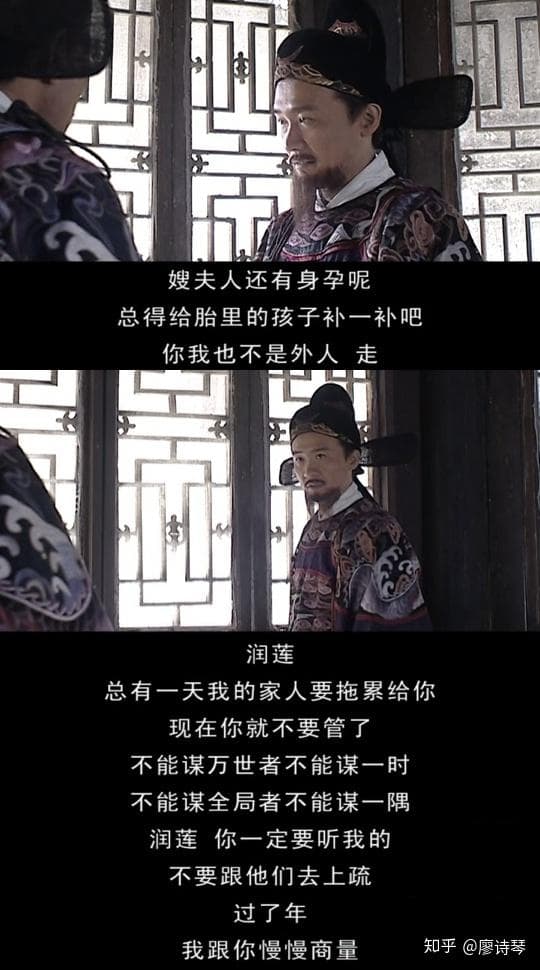 嫂夫人还有身孕呢
总得给胎里的孩子补一补吧
你我也不是外人 走
润莲
总有一天我的家人要拖累给你
现在你就不要管了
不能谋万世者不能谋一时
不能谋全局者不能谋一隅
润莲 你一定要听我的
不要跟他们去上疏
过了年
我跟你慢慢商量
知乎 @廖诗琴